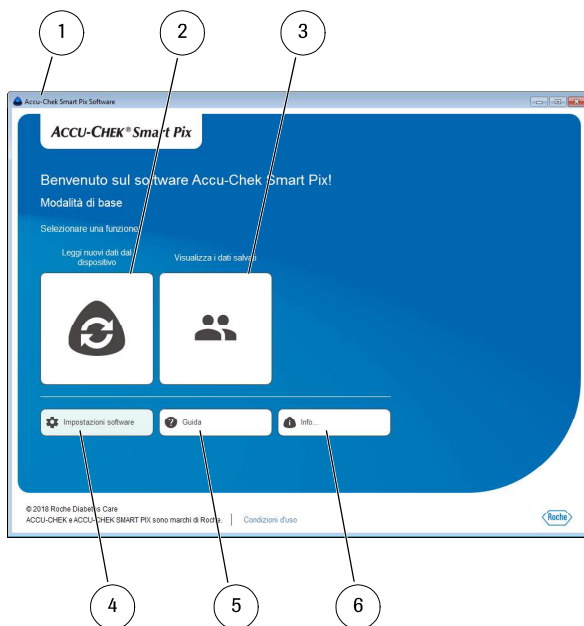 1
2
3
Accu-Chek Smart Pix Software
ACCU-CHEK® Smart Pix
Benvenuto sul software Accu-Chek Smart Pix!
Modalità di base
Selezionare una funzione
Leggi nuovi dati dal
dispositivo
Visualizza i dati salvati
Impostazioni software
Guida
Info...
© 2018 Roche Diabetes Care
ACCU-CHEK e ACCU-CHEK SMART PIX sono marchi di Roche.
Condizioni d'uso
Roche
4
5
6